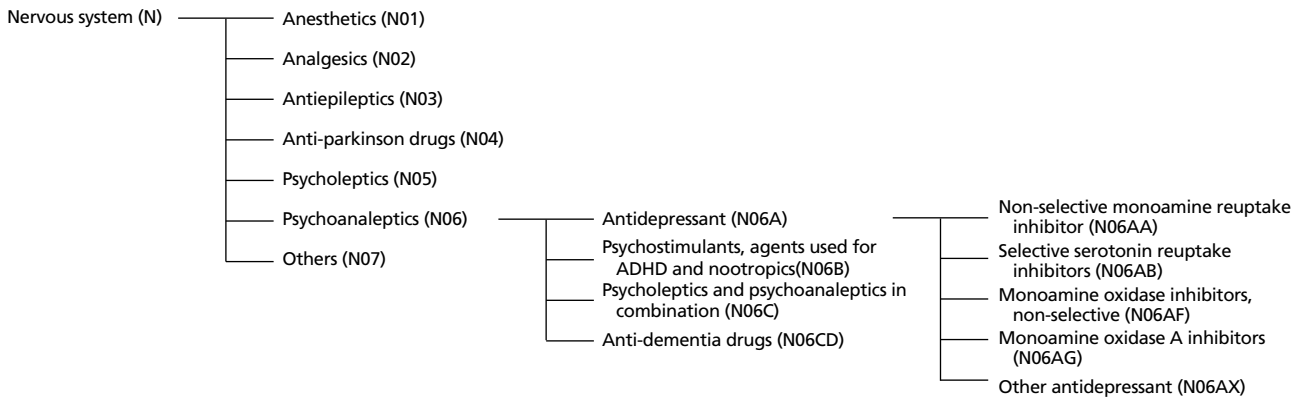 Nervous system (N)
Anesthetics (N01)
Analgesics (N02)
Antiepileptics (N03)
Anti-parkinson drugs (N04)
Psycholeptics (N05)
Psychoanaleptics (N06)
Others (N07)
Antidepressant (N06A)
Psychostimulants, agents used for
ADHD and nootropics(N06B)
Psycholeptics and psychoanaleptics in
combination (N06C)
Anti-dementia drugs (N06CD)
Non-selective monoamine reuptake
inhibitor (N06AA)
Selective serotonin reuptake
inhibitors (N06AB)
Monoamine oxidase inhibitors,
non-selective (N06AF)
Monoamine oxidase A inhibitors
(N06AG)
Other antidepressant (N06AX)